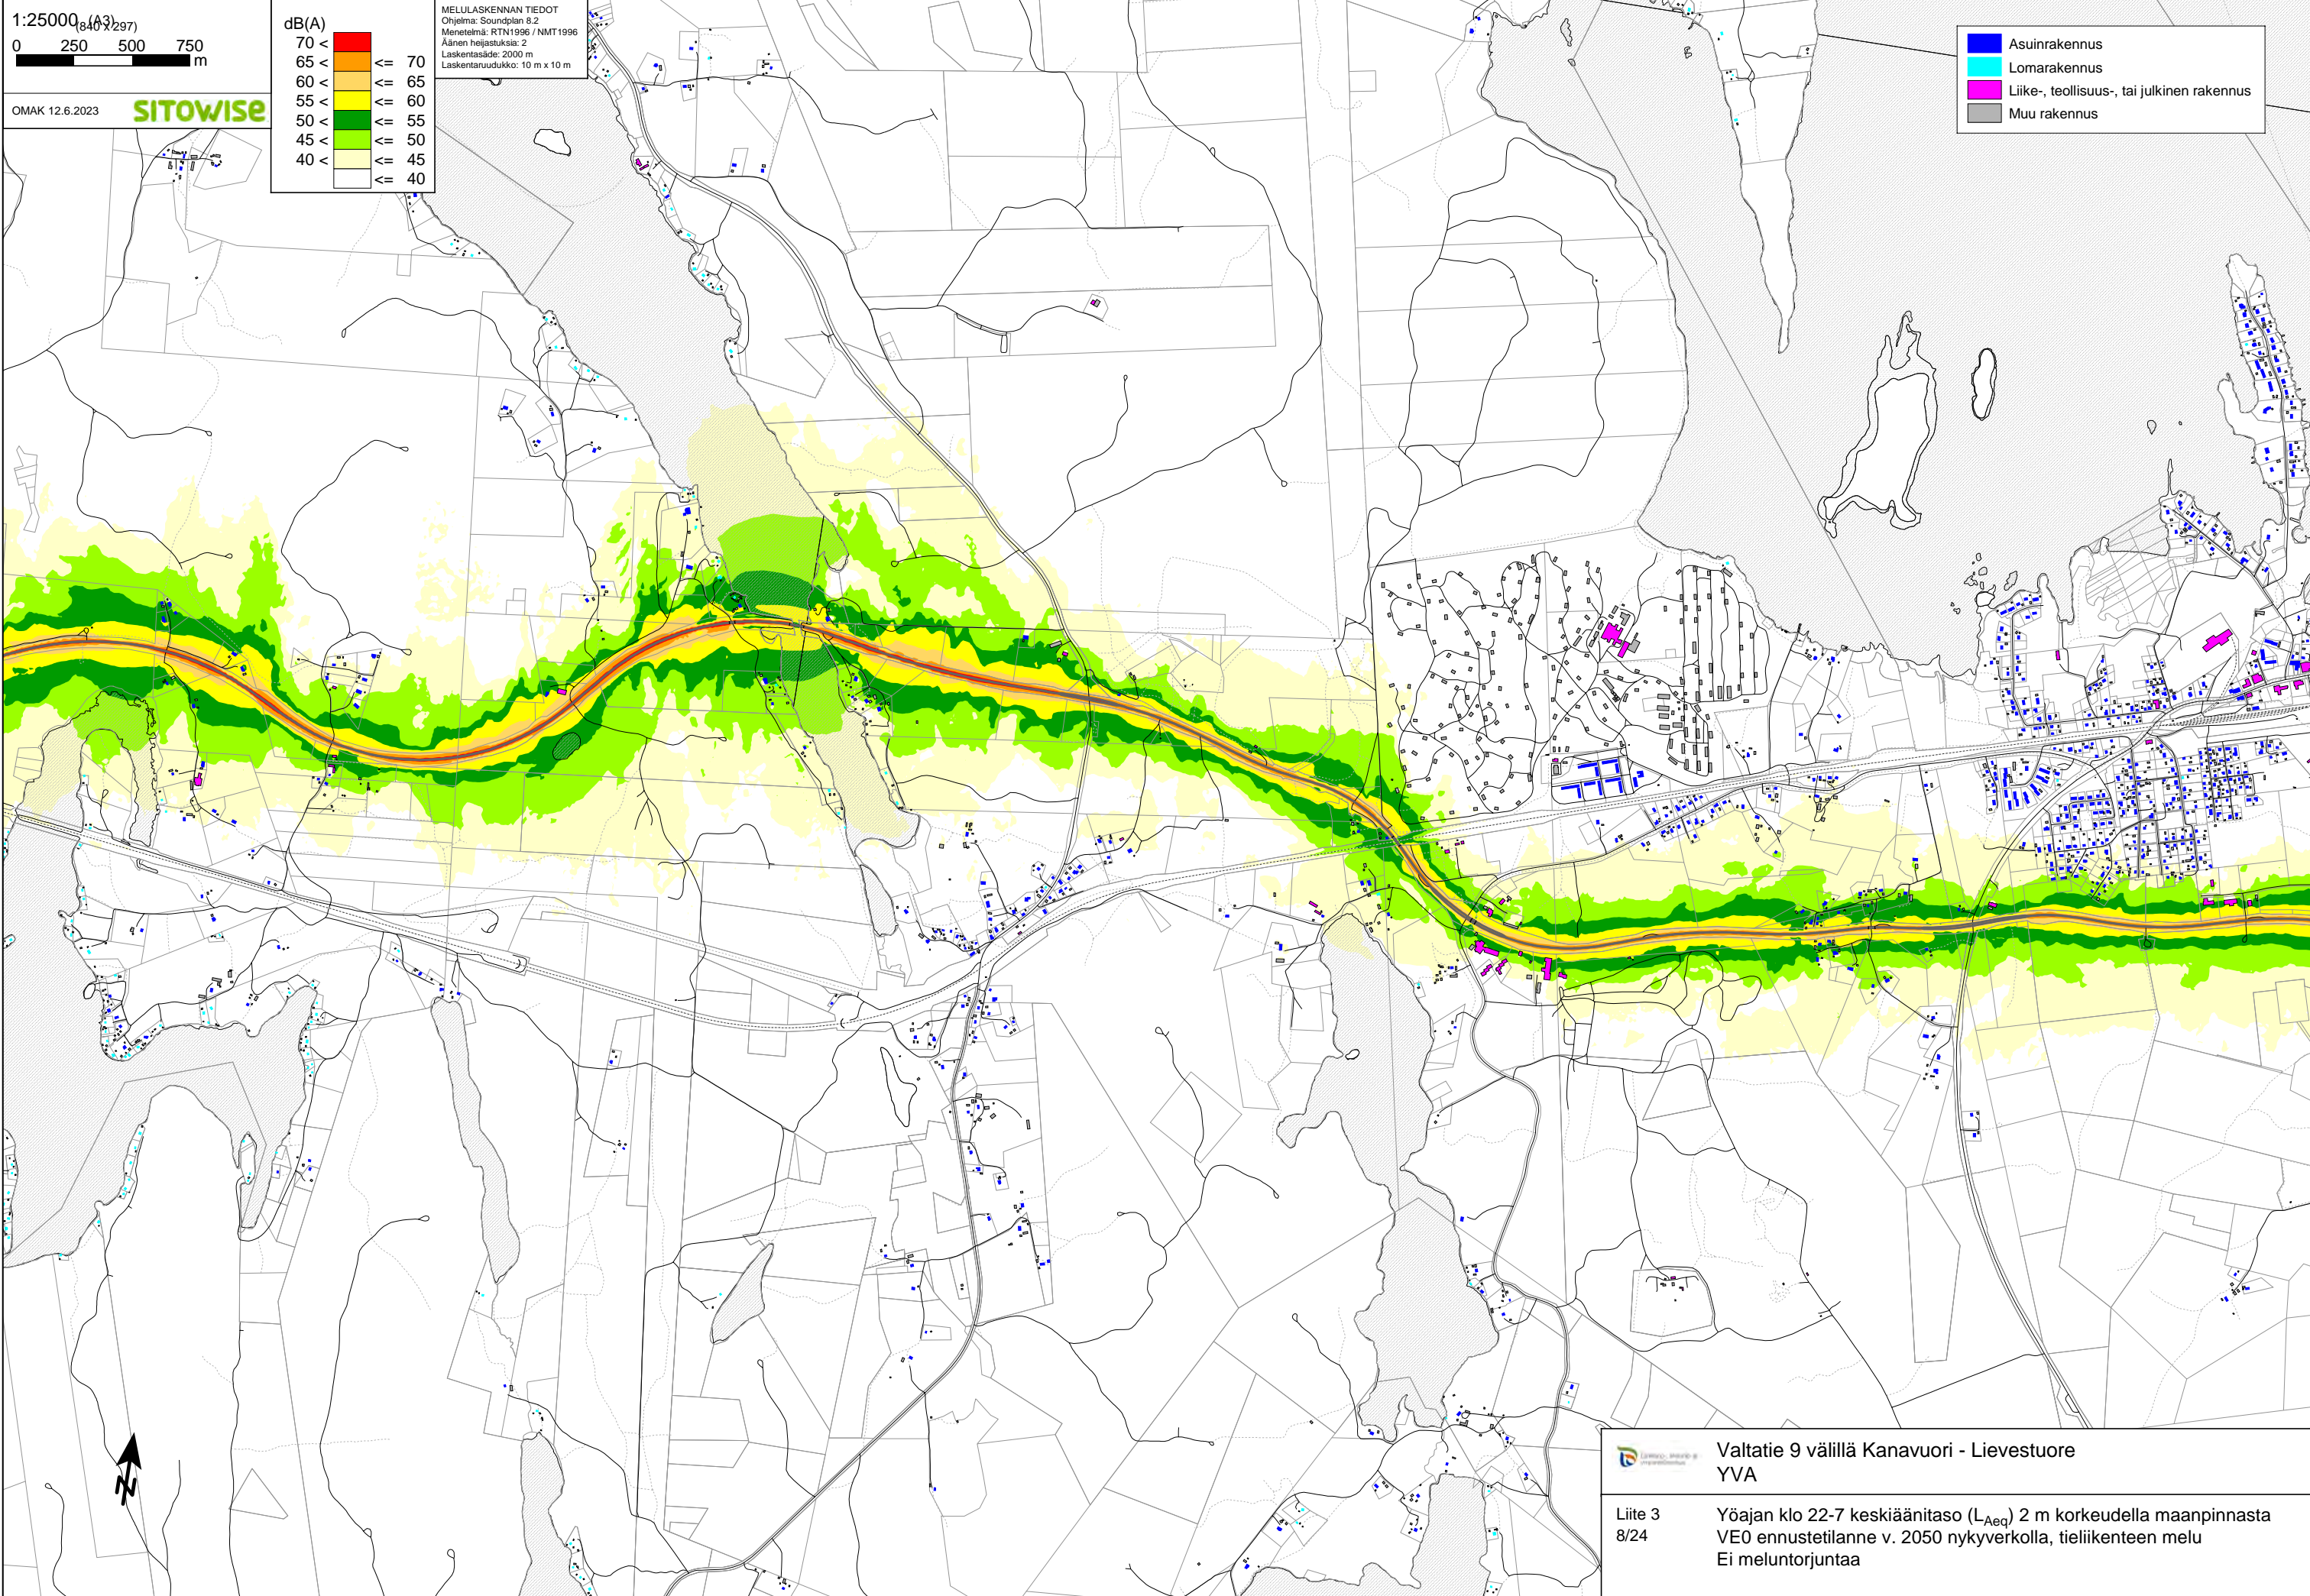 1:25000 (A3)
(840 x 297)
0 250 500 750
m
OMAK 12.6.2023
SITOWISE
dB(A)
70 <
65 < <= 70
60 < <= 65
55 < <= 60
50 < <= 55
45 < <= 50
40 < <= 45
<= 40
MELULASKENNAN TIEDOT
Ohjelma: Soundplan 8.2
Menetelmä: RTN1996 / NMT1996
Äänen heijastuksia: 2
Laskentasäde: 2000 m
Laskentaruudukko: 10 m x 10 m
Asuinrakennus
Lomarakennus
Liike-, teollisuus-, tai julkinen rakennus
Muu rakennus
N
Valtatie 9 välillä Kanavuori - Lievestuore
YVA
Liite 3
8/24
Yöajan klo 22-7 keskiäänitaso (LAeq) 2 m korkeudella maanpinnasta
VE0 ennustetilanne v. 2050 nykyverkolla, tieliikenteen melu
Ei meluntorjuntaa